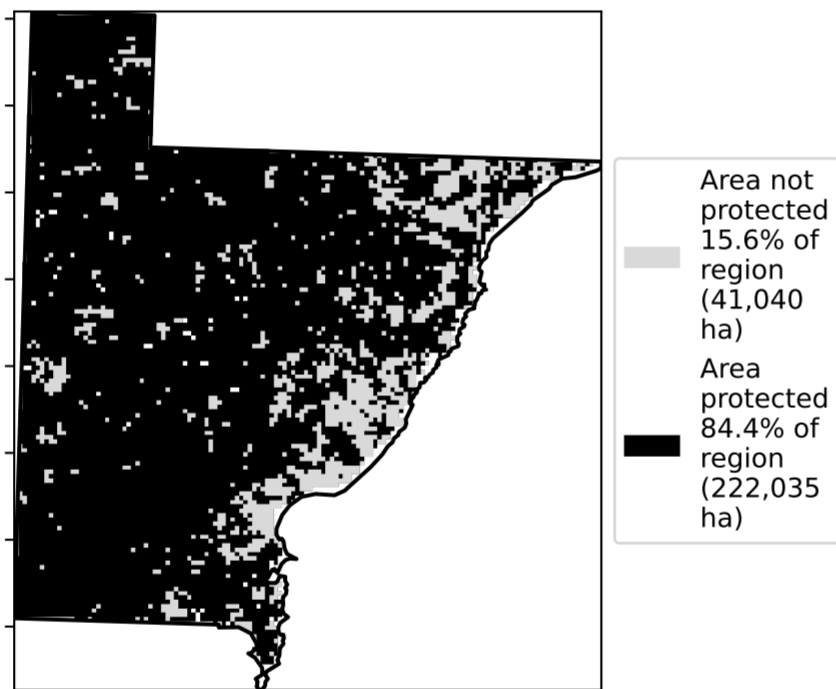 Area not
protected
15.6% of
region
(41,040
ha)
Area
protected
84.4% of
region
(222,035
ha)